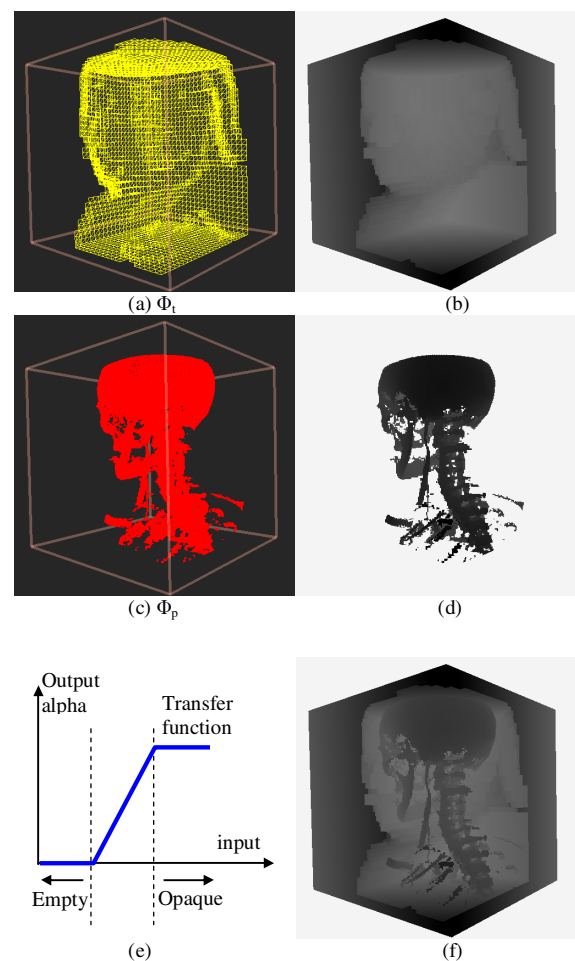 (a) Φt
(b)
(c) Φp
(d)
Output
alpha
Transfer
function
input
Empty
Opaque
(e)
(f)